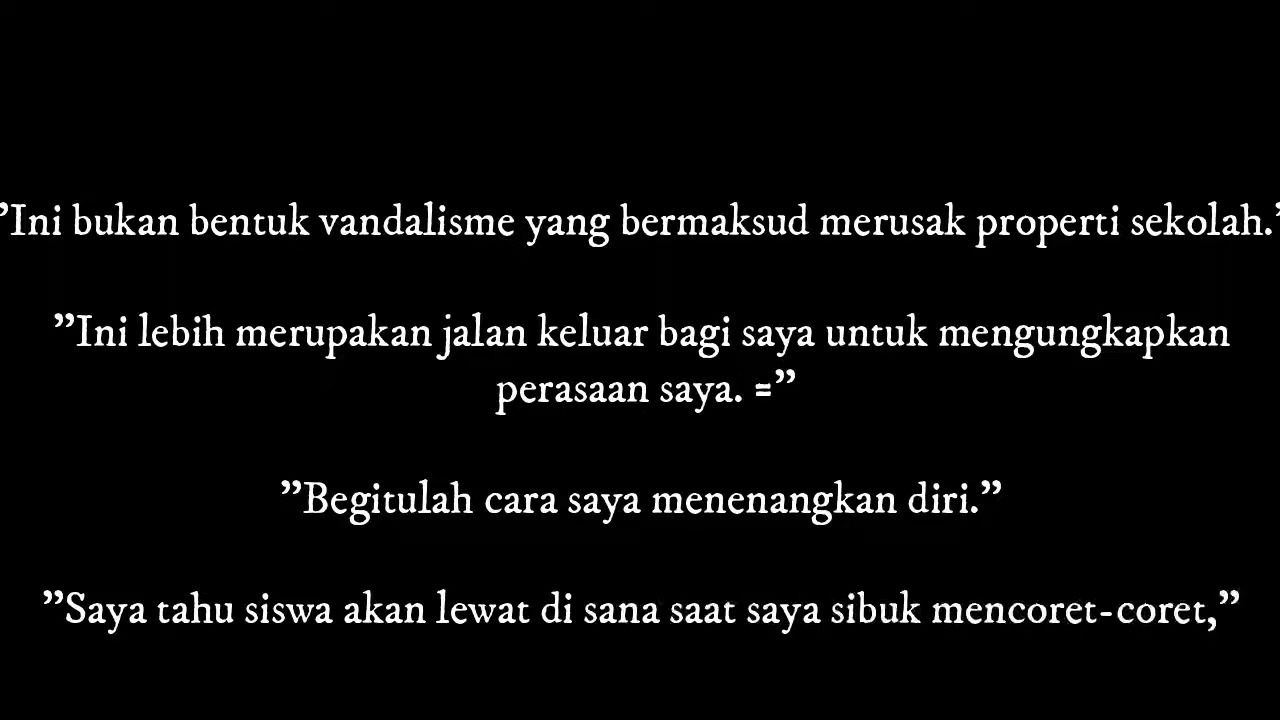 ”Ini bukan bentuk vandalisme yang bermaksud merusak properti sekolah.”
”Ini lebih merupakan jalan keluar bagi saya untuk mengungkapkan
perasaan saya. =”
”Begitulah cara saya menenangkan diri.”
”Saya tahu siswa akan lewat di sana saat saya sibuk mencoret-coret,”